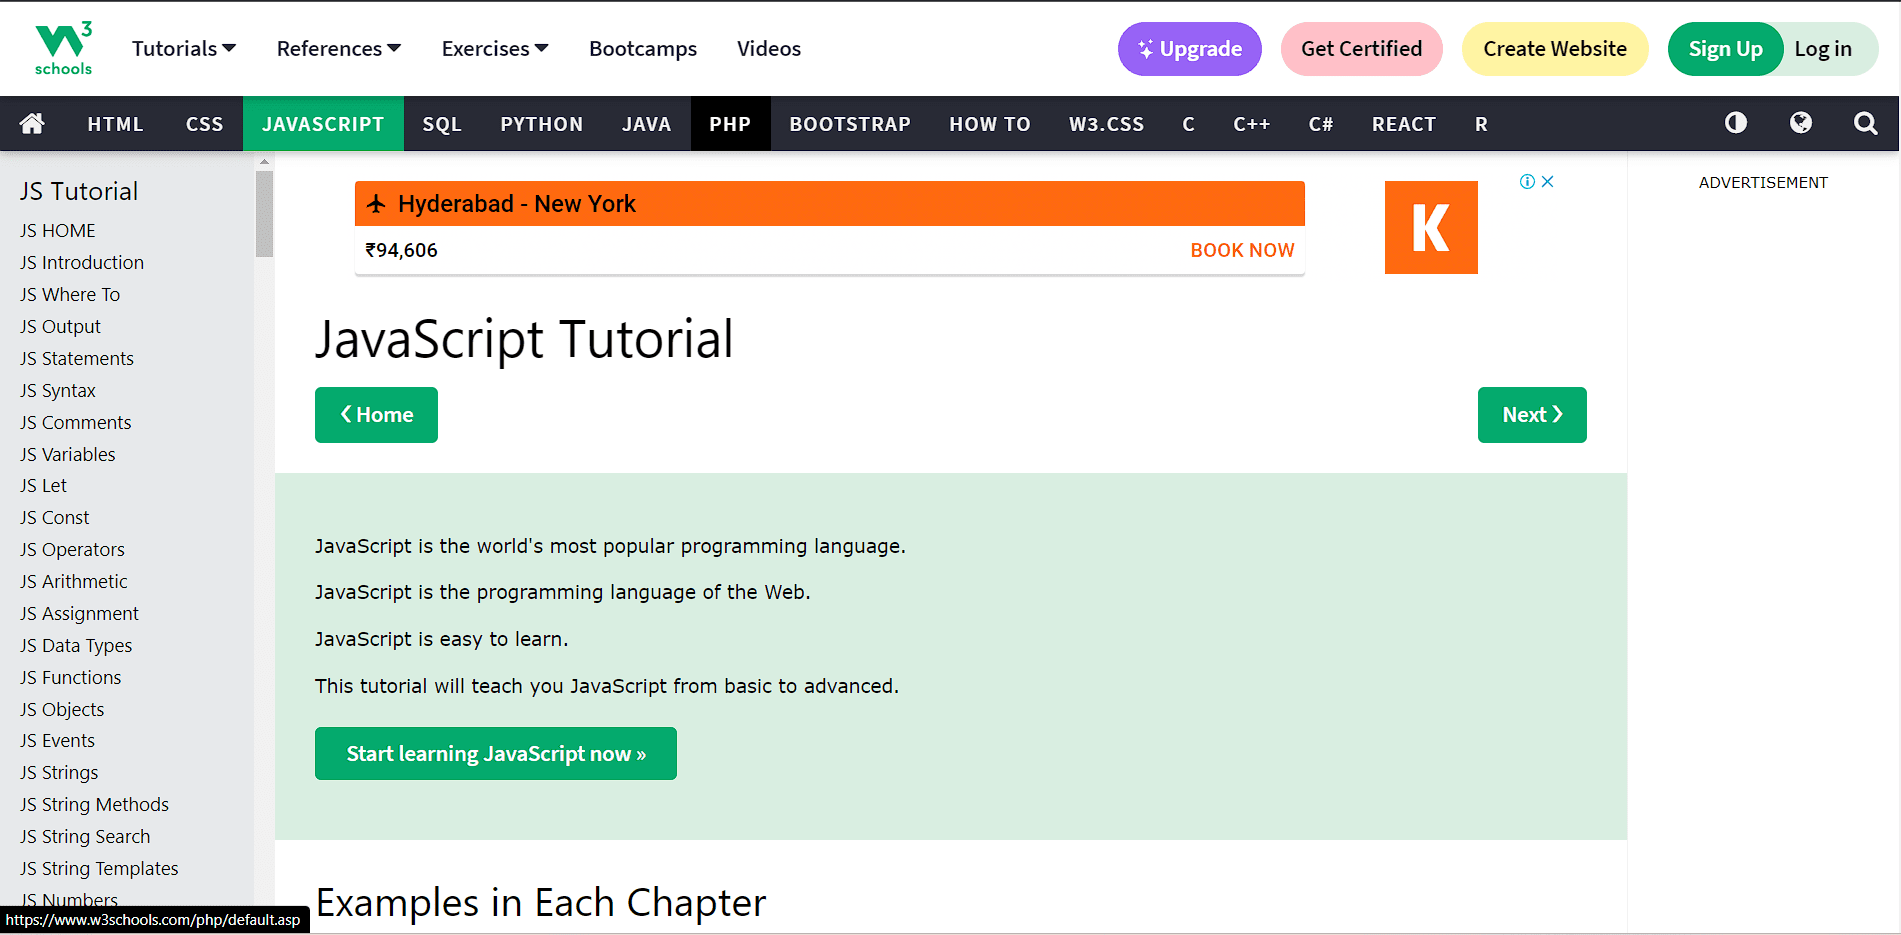 W3
schools
Tutorials
References
Exercises
Bootcamps
Videos
Upgrade
Get Certified
Create Website
Sign Up
Log in
HTML
CSS
JAVASCRIPT
SQL
PYTHON
JAVA
PHP
BOOTSTRAP
HOW TO
W3.CSS
C
C++
C#
REACT
R
JS Tutorial
JS HOME
JS Introduction
JS Where To
JS Output
JS Statements
JS Syntax
JS Comments
JS Variables
JS Let
JS Const
JS Operators
JS Arithmetic
JS Assignment
JS Data Types
JS Functions
JS Objects
JS Events
JS Strings
JS String Methods
JS String Search
JS String Templates
JS Numbers
https://www.w3schools.com/php/default.asp
Hyderabad - New York
₹94,606
BOOK NOW
K
ADVERTISEMENT
JavaScript Tutorial
❮ Home
Next ❯
JavaScript is the world's most popular programming language.
JavaScript is the programming language of the Web.
JavaScript is easy to learn.
This tutorial will teach you JavaScript from basic to advanced.
Start learning JavaScript now »
Examples in Each Chapter